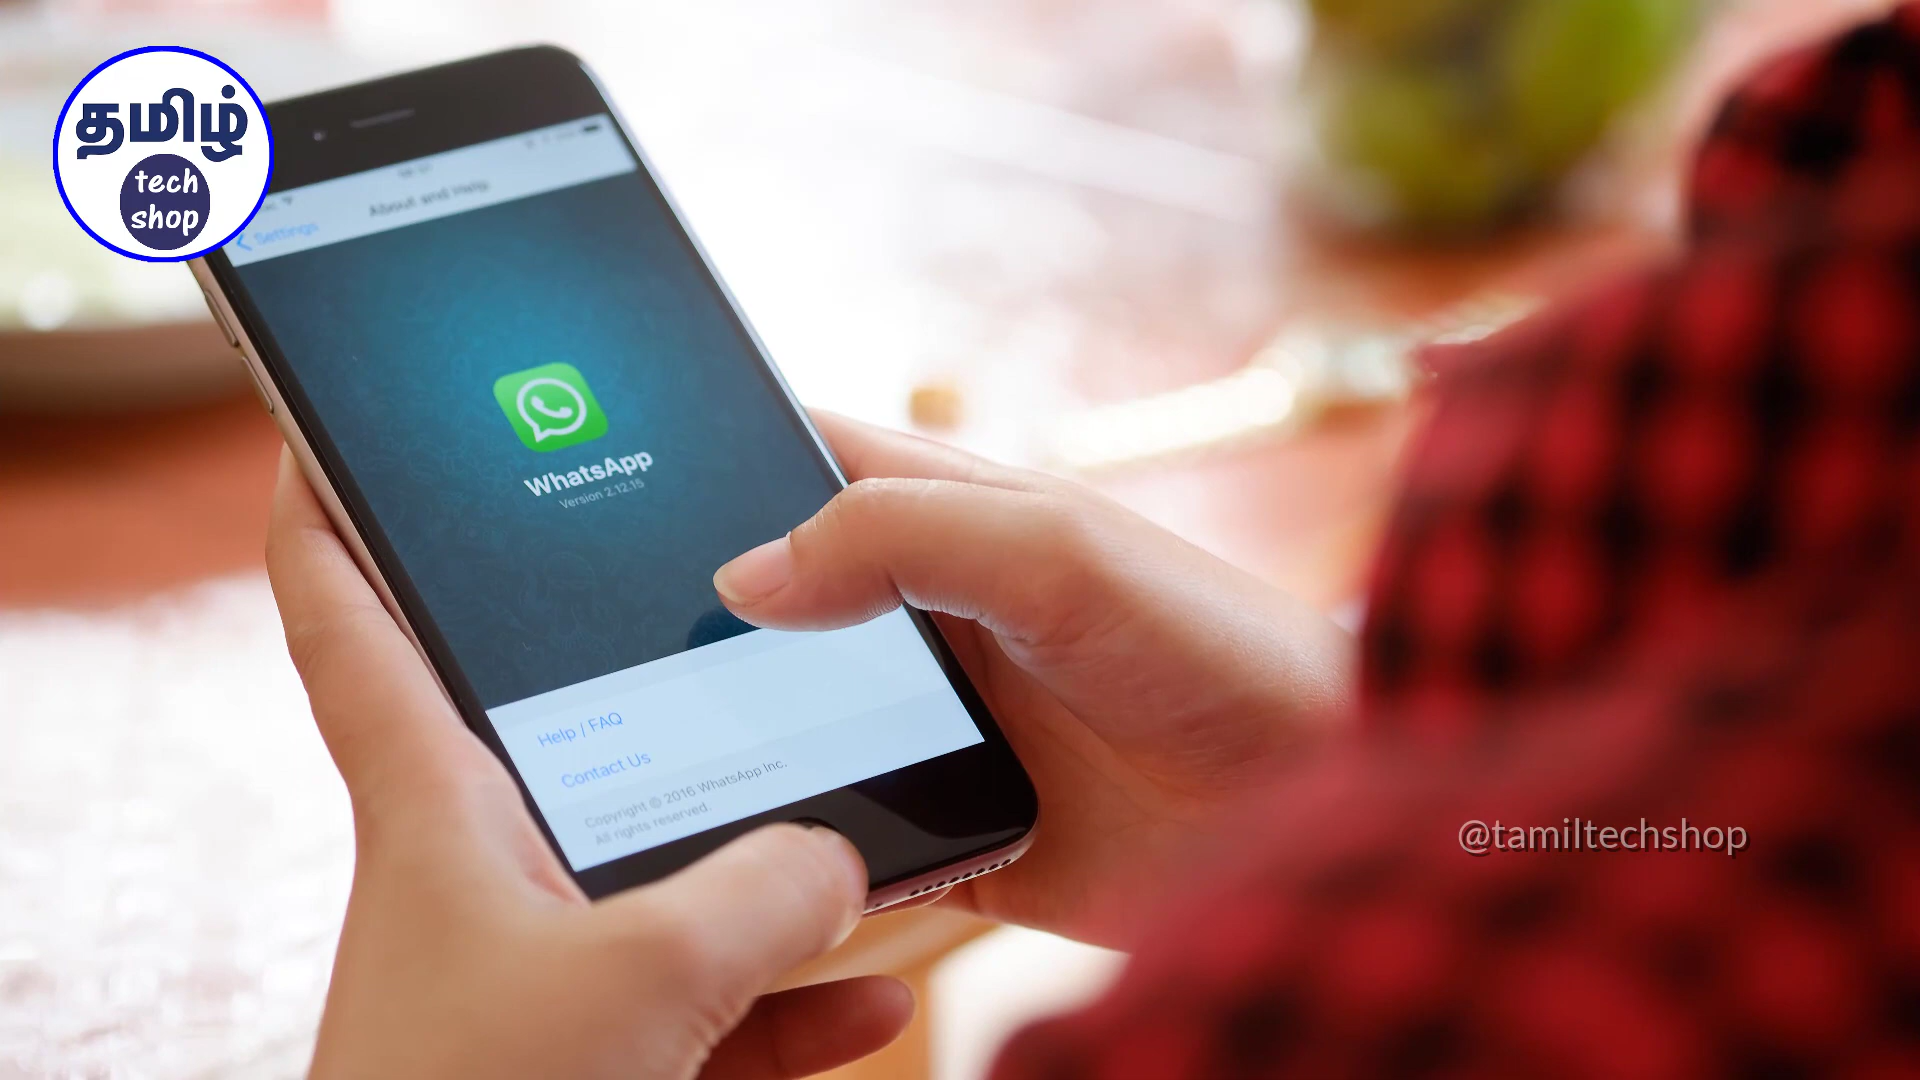 தமிழ்
tech
shop
Settings
About and Help
WhatsApp
Version 2.12.15
Help / FAQ
Contact Us
Copyright © 2016 WhatsApp Inc.
All rights reserved.
@tamiltechshop